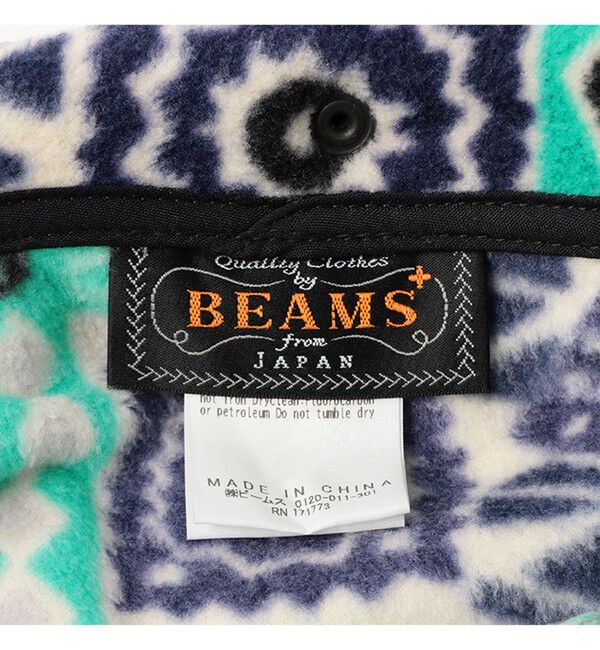 Quality Clothes
by
BEAMS+
from
JAPAN
not iron Dryclean.Fluorocarbon
or petroleum Do not tumble dry
MADE IN CHINA
㈱ビームス 0120-011-301
RN 171773